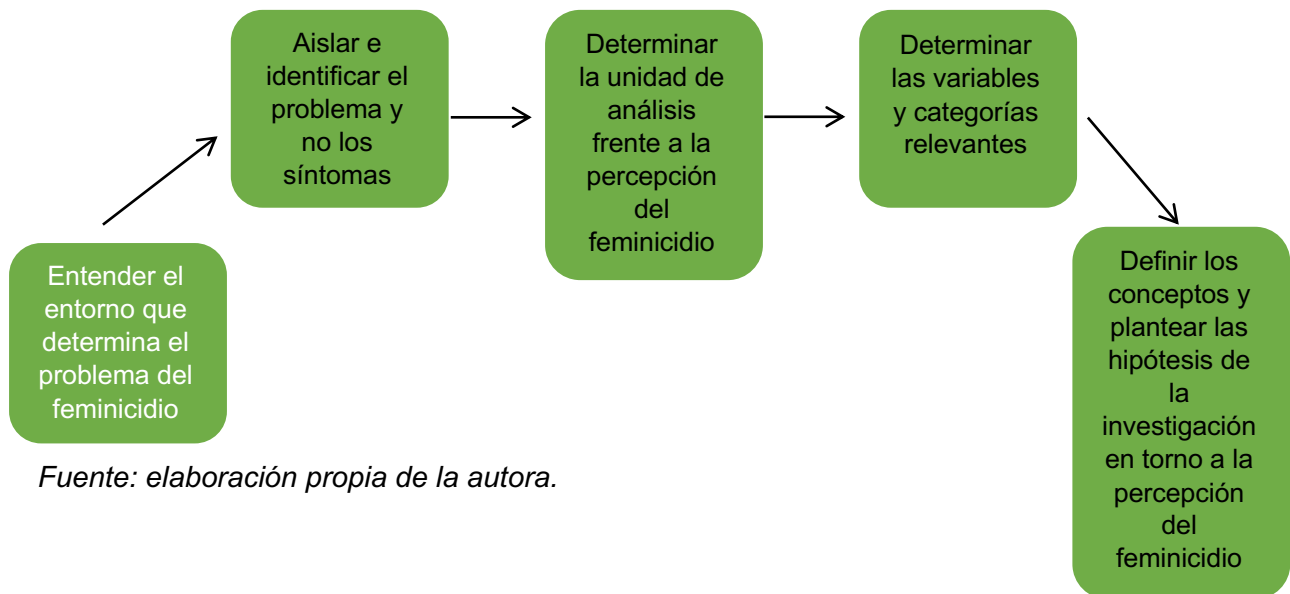 Entender el
entorno que
determina el
problema del
feminicidio
Aislar e
identificar el
problema y
no los
síntomas
Determinar
la unidad de
análisis
frente a la
percepción
del
feminicidio
Determinar
las variables
y categorías
relevantes
Definir los
conceptos y
plantear las
hipótesis de
la
investigación
en torno a la
percepción
del
feminicidio
Fuente: elaboración propia de la autora.